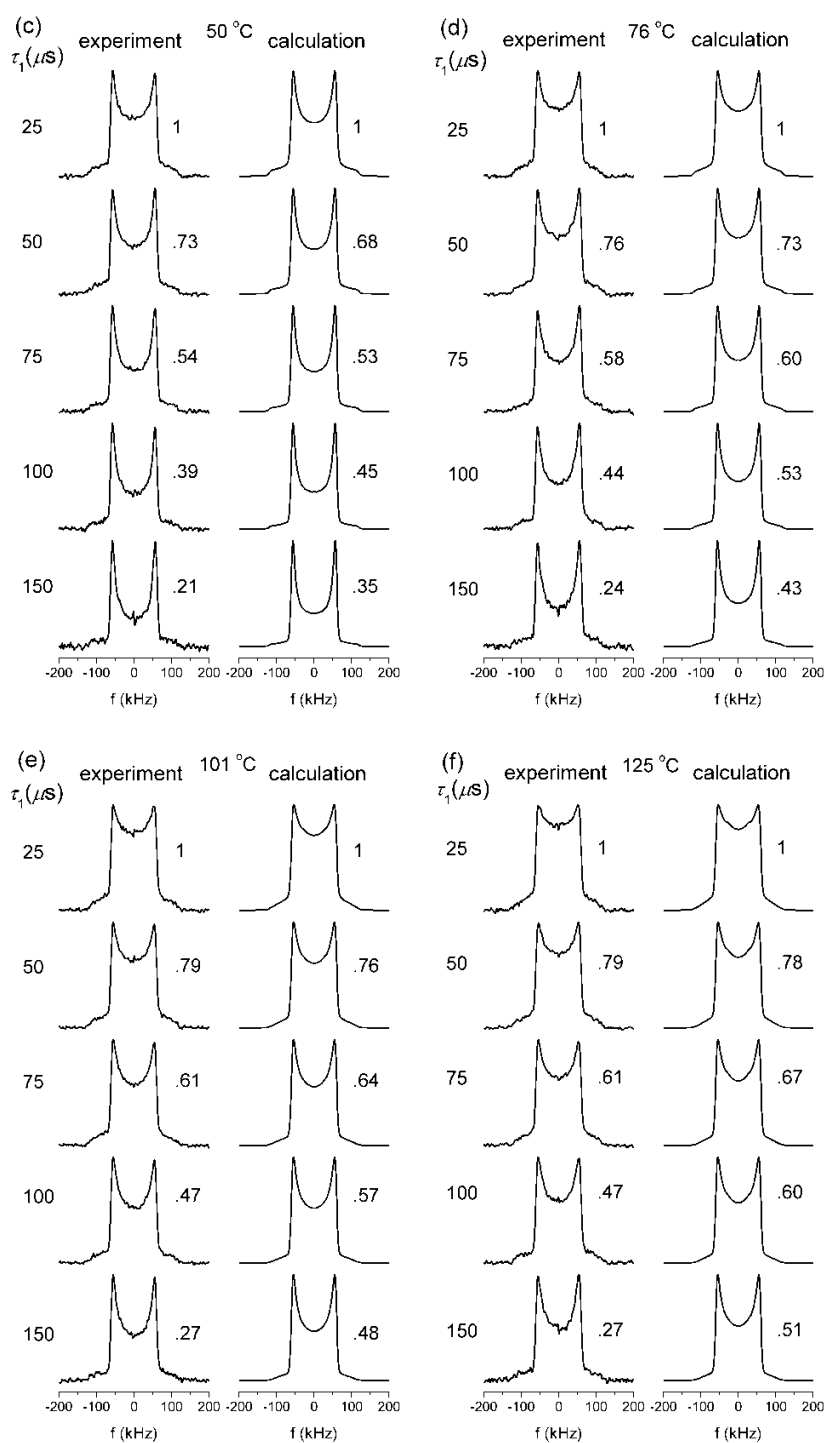 (c) experiment 50 °C calculation
τ₁(μs)
25 1 1
50 .73 .68
75 .54 .53
100 .39 .45
150 .21 .35
-200 -100 0 100 200 -200 -100 0 100 200
f (kHz) f (kHz)
(d) experiment 76 °C calculation
τ₁(μs)
25 1 1
50 .76 .73
75 .58 .60
100 .44 .53
150 .24 .43
-200 -100 0 100 200 -200 -100 0 100 200
f (kHz) f (kHz)
(e) experiment 101 °C calculation
τ₁(μs)
25 1 1
50 .79 .76
75 .61 .64
100 .47 .57
150 .27 .48
-200 -100 0 100 200 -200 -100 0 100 200
f (kHz) f (kHz)
(f) experiment 125 °C calculation
τ₁(μs)
25 1 1
50 .79 .78
75 .61 .67
100 .47 .60
150 .27 .51
-200 -100 0 100 200 -200 -100 0 100 200
f (kHz) f (kHz)